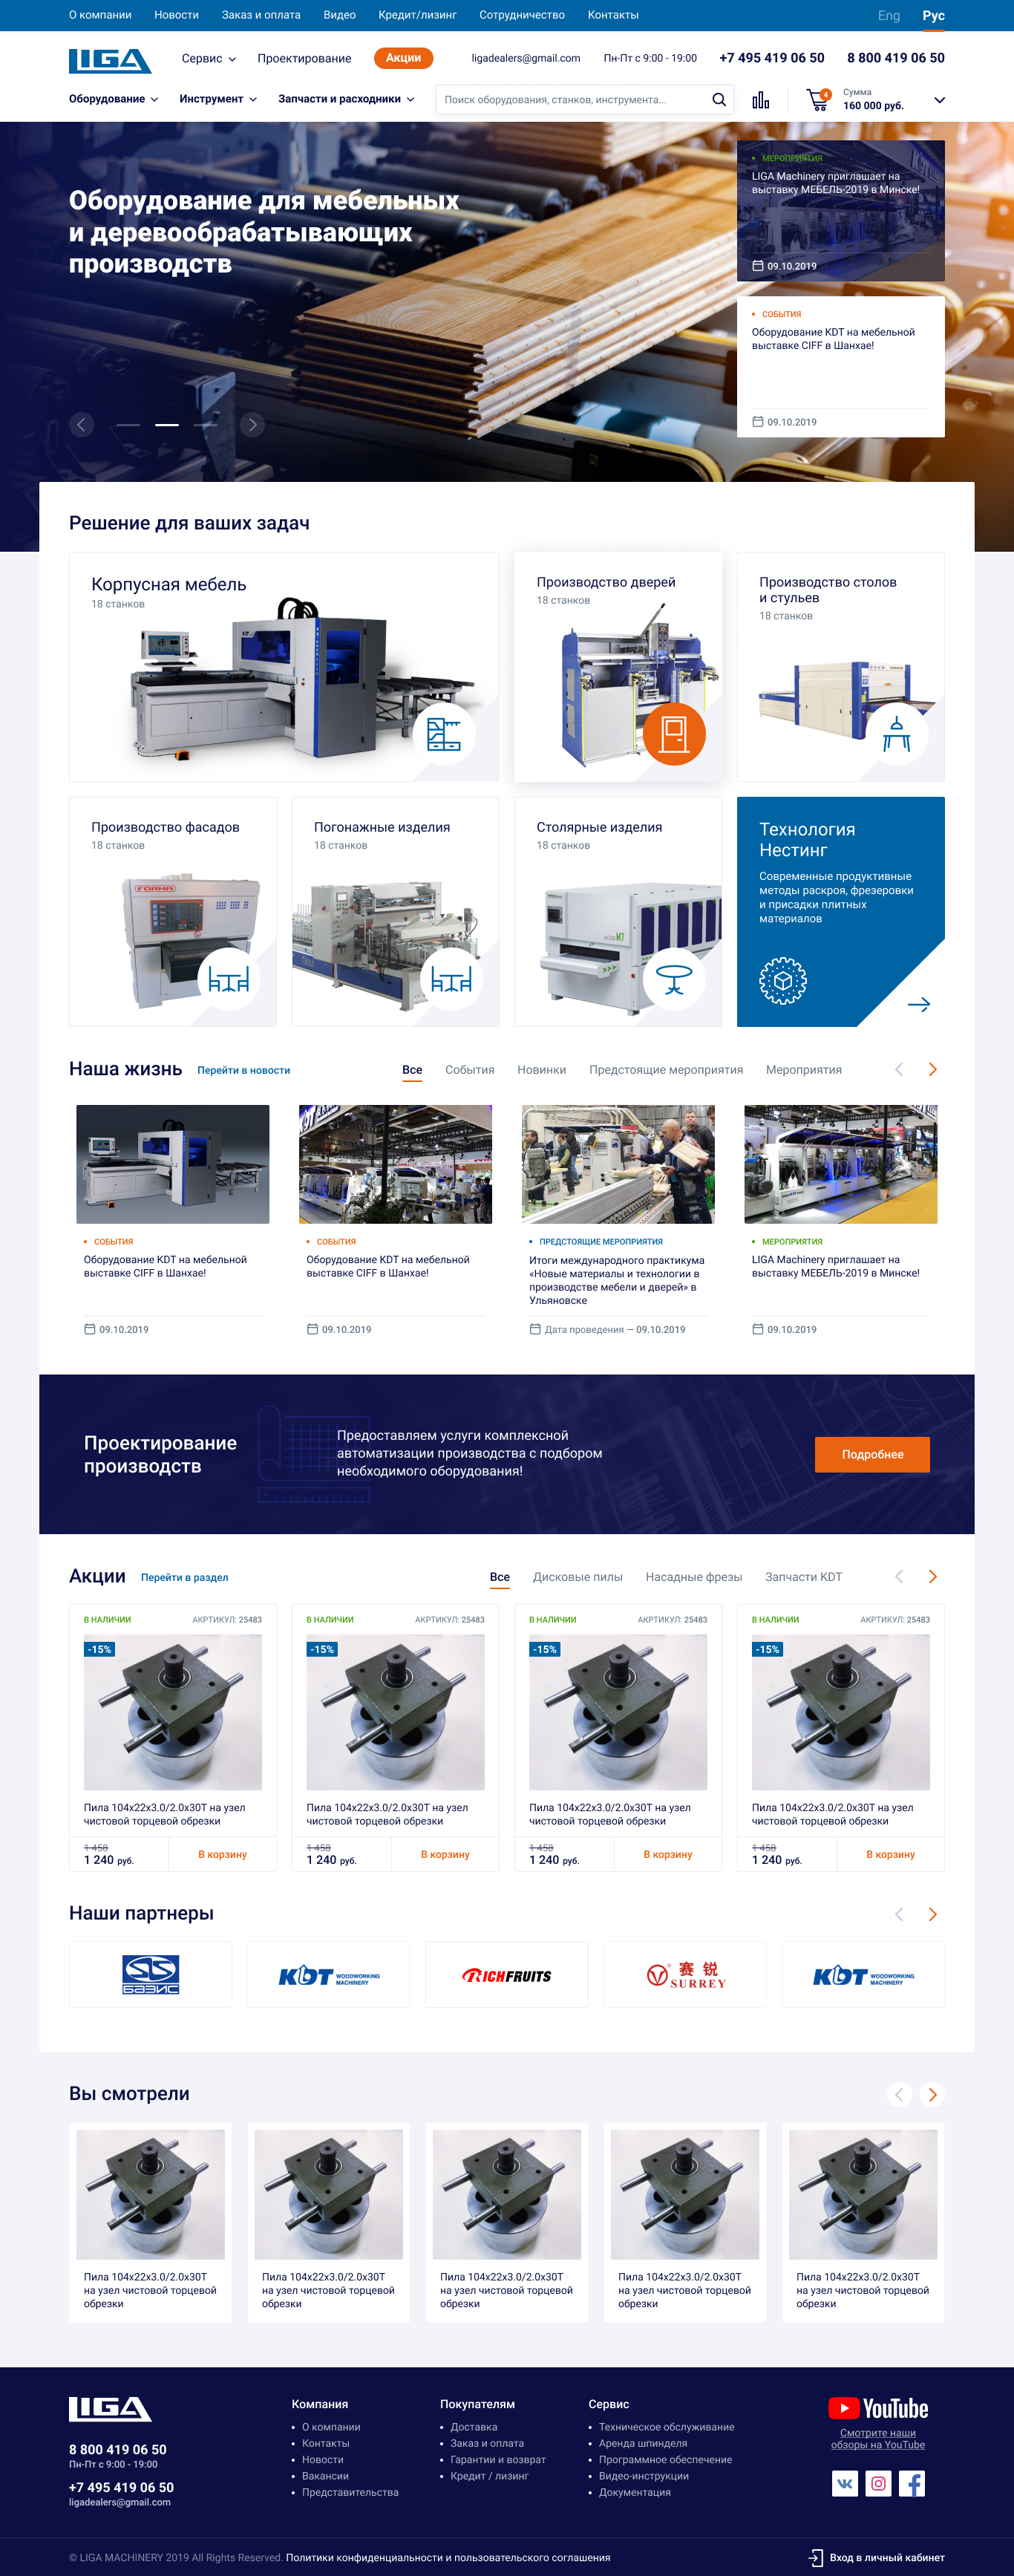 О компании Новости Заказ и оплата Видео Кредит/лизинг Сотрудничество Контакты Eng Рус
LIGA Сервис Проектирование Акции ligadealers@gmail.com Пн-Пт с 9:00 - 19:00 +7 495 419 06 50 8 800 419 06 50
Оборудование Инструмент Запчасти и расходники Поиск оборудования, станков, инструмента... 4 Сумма
160 000 руб.
Оборудование для мебельных
и деревообрабатывающих
производств
МЕРОПРИЯТИЯ
LIGA Machinery приглашает на
выставку МЕБЕЛЬ-2019 в Минске!
09.10.2019
СОБЫТИЯ
Оборудование KDT на мебельной
выставке CIFF в Шанхае!
09.10.2019
Решение для ваших задач
Корпусная мебель
18 станков
Производство дверей
18 станков
Производство столов
и стульев
18 станков
Производство фасадов
18 станков
FORMA
Погонажные изделия
18 станков
Столярные изделия
18 станков
M7
Технология
Нестинг
Современные продуктивные
методы раскроя, фрезеровки
и присадки плитных
материалов
Наша жизнь Перейти в новости Все События Новинки Предстоящие мероприятия Мероприятия
СОБЫТИЯ
Оборудование KDT на мебельной
выставке CIFF в Шанхае!
09.10.2019
СОБЫТИЯ
Оборудование KDT на мебельной
выставке CIFF в Шанхае!
09.10.2019
ПРЕДСТОЯЩИЕ МЕРОПРИЯТИЯ
Итоги международного практикума
«Новые материалы и технологии в
производстве мебели и дверей» в
Ульяновске
Дата проведения — 09.10.2019
МЕРОПРИЯТИЯ
LIGA Machinery приглашает на
выставку МЕБЕЛЬ-2019 в Минске!
09.10.2019
Проектирование
производств
Предоставляем услуги комплексной
автоматизации производства с подбором
необходимого оборудования!
Подробнее
Акции Перейти в раздел Все Дисковые пилы Насадные фрезы Запчасти KDT
В НАЛИЧИИ АКРТИКУЛ: 25483
-15%
Пила 104x22x3.0/2.0x30T на узел
чистовой торцевой обрезки
1 458
1 240 руб. В корзину
В НАЛИЧИИ АКРТИКУЛ: 25483
-15%
Пила 104x22x3.0/2.0x30T на узел
чистовой торцевой обрезки
1 458
1 240 руб. В корзину
В НАЛИЧИИ АКРТИКУЛ: 25483
-15%
Пила 104x22x3.0/2.0x30T на узел
чистовой торцевой обрезки
1 458
1 240 руб. В корзину
В НАЛИЧИИ АКРТИКУЛ: 25483
-15%
Пила 104x22x3.0/2.0x30T на узел
чистовой торцевой обрезки
1 458
1 240 руб. В корзину
Наши партнеры
БАЗИС
KDT WOODWORKING MACHINERY
RICHFRUITS
赛锐 SURREY
KDT WOODWORKING MACHINERY
Вы смотрели
Пила 104x22x3.0/2.0x30T
на узел чистовой торцевой
обрезки
Пила 104x22x3.0/2.0x30T
на узел чистовой торцевой
обрезки
Пила 104x22x3.0/2.0x30T
на узел чистовой торцевой
обрезки
Пила 104x22x3.0/2.0x30T
на узел чистовой торцевой
обрезки
Пила 104x22x3.0/2.0x30T
на узел чистовой торцевой
обрезки
LIGA
8 800 419 06 50
Пн-Пт с 9:00 - 19:00
+7 495 419 06 50
ligadealers@gmail.com
Компания
О компании
Контакты
Новости
Вакансии
Представительства
Покупателям
Доставка
Заказ и оплата
Гарантии и возврат
Кредит / лизинг
Сервис
Техническое обслуживание
Аренда шпинделя
Программное обеспечение
Видео-инструкции
Документация
YouTube
Смотрите наши
обзоры на YouTube
© LIGA MACHINERY 2019 All Rights Reserved. Политики конфиденциальности и пользовательского соглашения Вход в личный кабинет